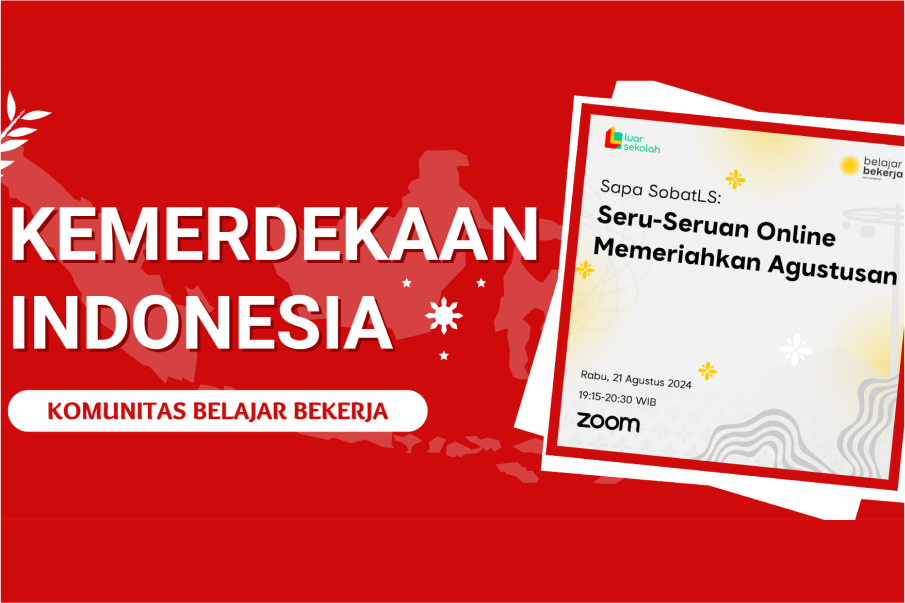 KEMERDEKAAN
INDONESIA
KOMUNITAS BELAJAR BEKERJA
luar
sekolah
belajar
bekerja
Sapa SobatLS:
Seru-Seruan Online
Memeriahkan Agustusan
Rabu, 21 Agustus 2024
19:15-20:30 WIB
zoom